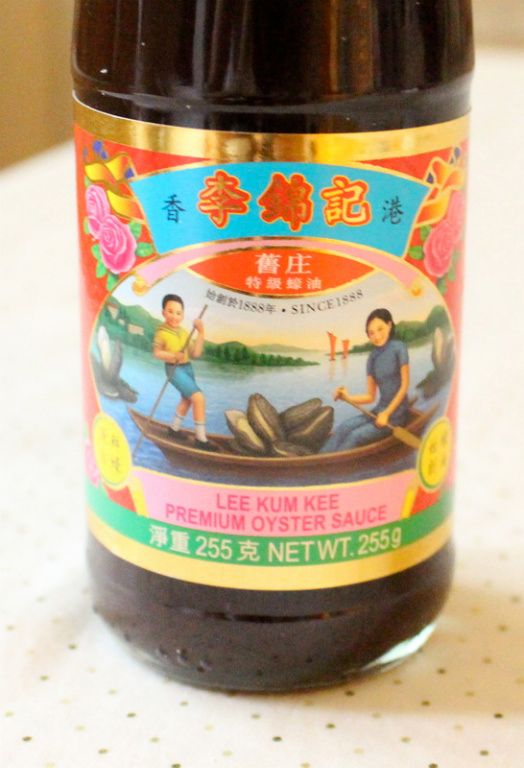 香 李錦記 港
舊庄
特級蠔油
始創於1888年 • SINCE 1888
LEE KUM KEE
PREMIUM OYSTER SAUCE
淨重 255 克 NET WT. 255g